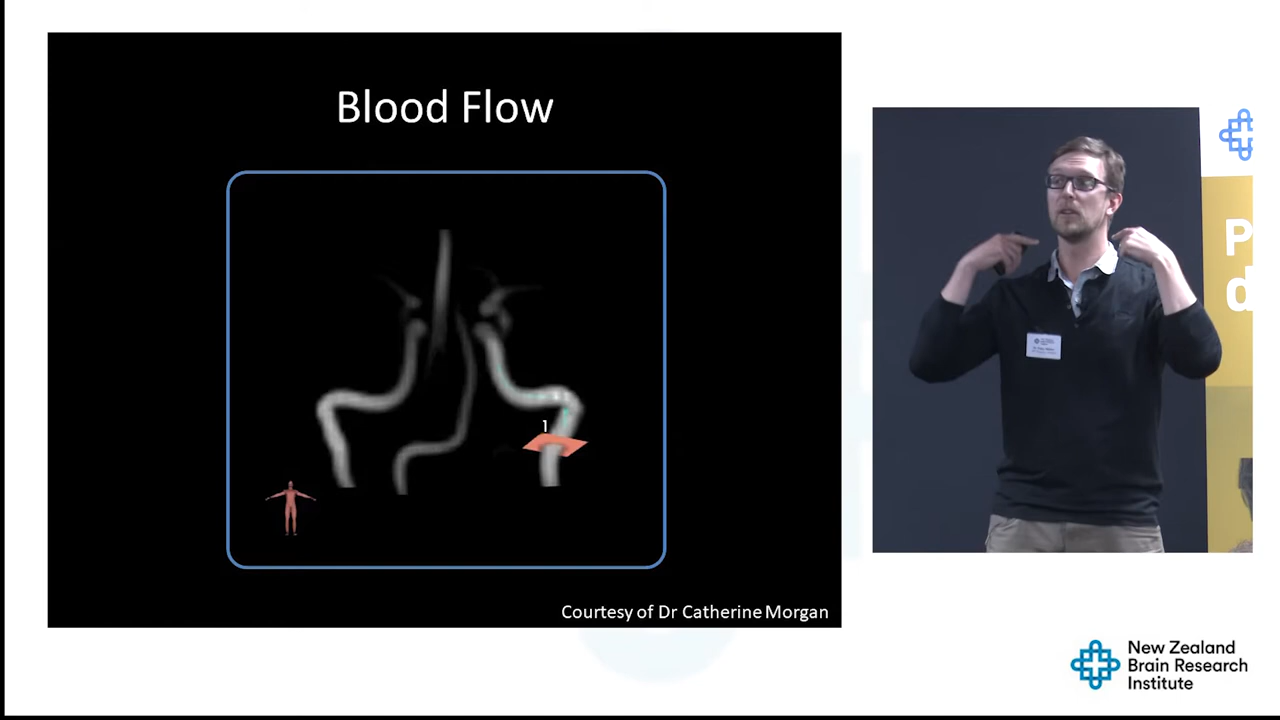 Blood Flow
1
Courtesy of Dr Catherine Morgan
P
d
New Zealand
Brain Research
Institute